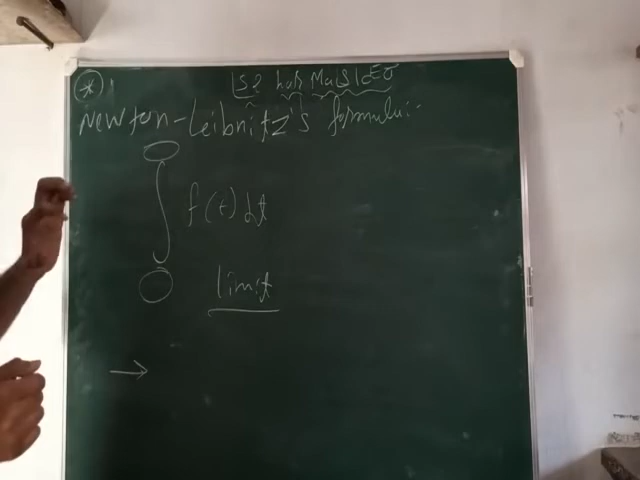 Newton-Leibnitz's formula:
∫ f(t) dt
limit
→